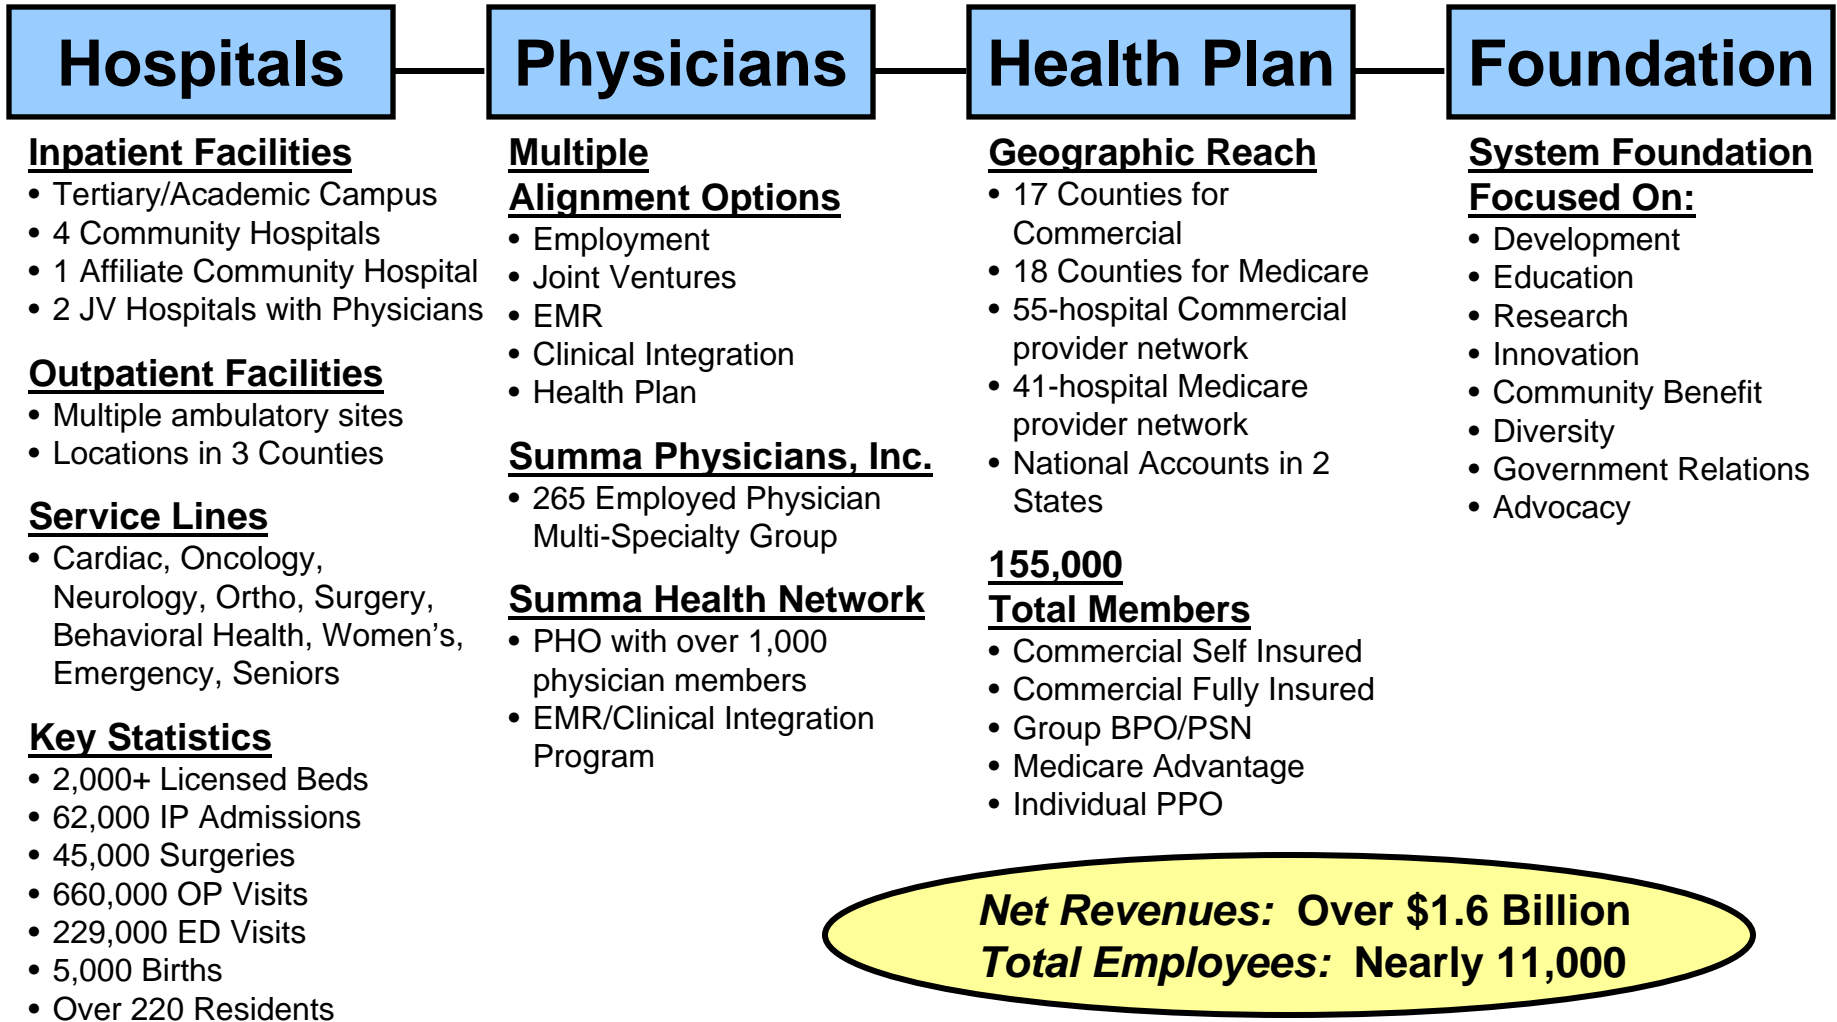 Hospitals
Physicians
Health Plan
Foundation
Inpatient Facilities
• Tertiary/Academic Campus
• 4 Community Hospitals
• 1 Affiliate Community Hospital
• 2 JV Hospitals with Physicians
Outpatient Facilities
• Multiple ambulatory sites
• Locations in 3 Counties
Service Lines
• Cardiac, Oncology,
Neurology, Ortho, Surgery,
Behavioral Health, Women’s,
Emergency, Seniors
Key Statistics
• 2,000+ Licensed Beds
• 62,000 IP Admissions
• 45,000 Surgeries
• 660,000 OP Visits
• 229,000 ED Visits
• 5,000 Births
• Over 220 Residents
Multiple
Alignment Options
• Employment
• Joint Ventures
• EMR
• Clinical Integration
• Health Plan
Summa Physicians, Inc.
• 265 Employed Physician
Multi-Specialty Group
Summa Health Network
• PHO with over 1,000
physician members
• EMR/Clinical Integration
Program
Geographic Reach
• 17 Counties for
Commercial
• 18 Counties for Medicare
• 55-hospital Commercial
provider network
• 41-hospital Medicare
provider network
• National Accounts in 2
States
155,000
Total Members
• Commercial Self Insured
• Commercial Fully Insured
• Group BPO/PSN
• Medicare Advantage
• Individual PPO
System Foundation
Focused On:
• Development
• Education
• Research
• Innovation
• Community Benefit
• Diversity
• Government Relations
• Advocacy
Net Revenues: Over $1.6 Billion
Total Employees: Nearly 11,000